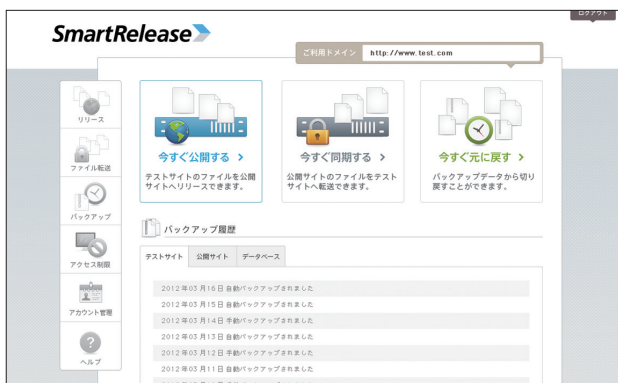 ログアウト
SmartRelease
ご利用ドメイン http://www.test.com
リリース
ファイル転送
バックアップ
アクセス制限
アカウント管理
ヘルプ
今すぐ公開する >
テストサイトのファイルを公開
サイトへリリースできます。
今すぐ同期する >
公開サイトのファイルをテスト
サイトへ転送できます。
今すぐ元に戻す >
バックアップデータから切り
戻すことができます。
バックアップ履歴
テストサイト 公開サイト データベース
2012年03月16日 自動バックアップされました
2012年03月15日 自動バックアップされました
2012年03月14日 手動バックアップされました
2012年03月13日 自動バックアップされました
2012年03月12日 手動バックアップされました
2012年03月11日 自動バックアップされました